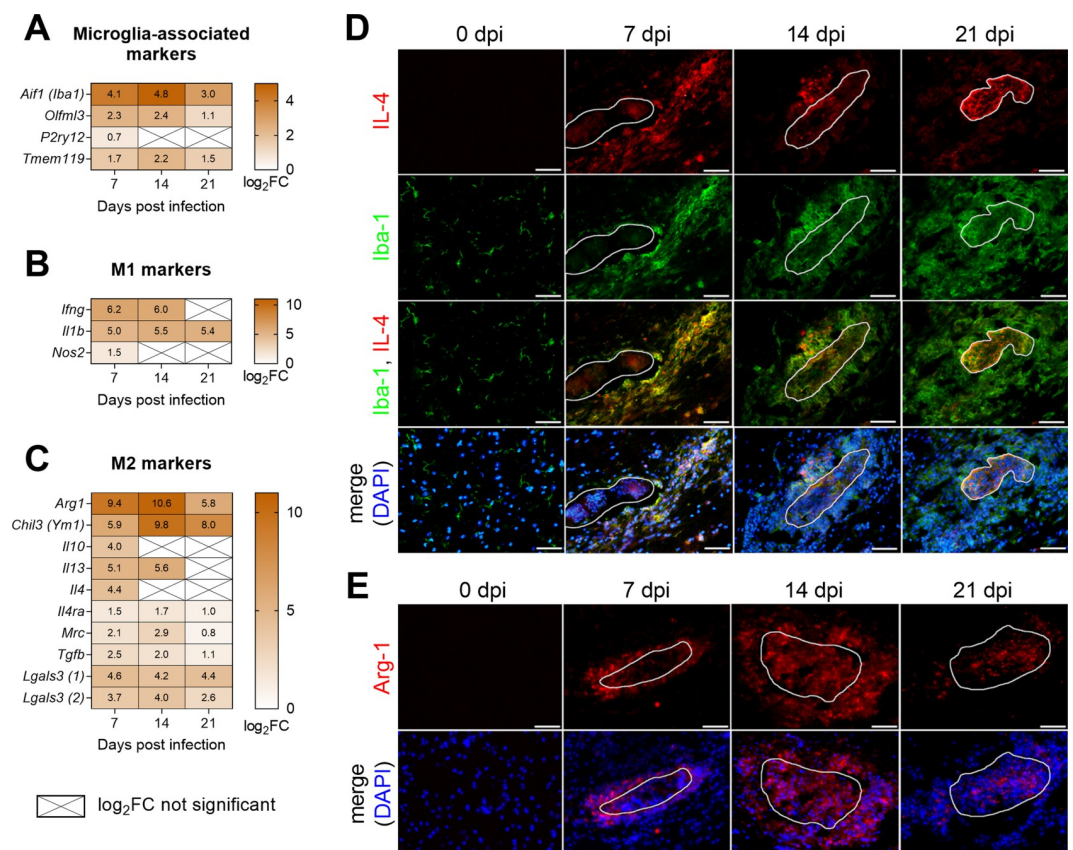 A
Microglia-associated
markers
Aif1 (Iba1) 4.1 4.8 3.0
Olfml3 2.3 2.4 1.1
P2ry12 0.7
Tmem119 1.7 2.2 1.5
7 14 21
Days post infection
4
2
0
log2FC
B
M1 markers
Ifng 6.2 6.0
Il1b 5.0 5.5 5.4
Nos2 1.5
7 14 21
Days post infection
10
5
0
log2FC
C
M2 markers
Arg1 9.4 10.6 5.8
Chil3 (Ym1) 5.9 9.8 8.0
Il10 4.0
Il13 5.1 5.6
Il4 4.4
Il4ra 1.5 1.7 1.0
Mrc 2.1 2.9 0.8
Tgfb 2.5 2.0 1.1
Lgals3 (1) 4.6 4.2 4.4
Lgals3 (2) 3.7 4.0 2.6
7 14 21
Days post infection
10
5
0
log2FC
log2FC not significant
D
0 dpi 7 dpi 14 dpi 21 dpi
IL-4
Iba-1
Iba-1, IL-4
merge
(DAPI)
E
0 dpi 7 dpi 14 dpi 21 dpi
Arg-1
merge
(DAPI)